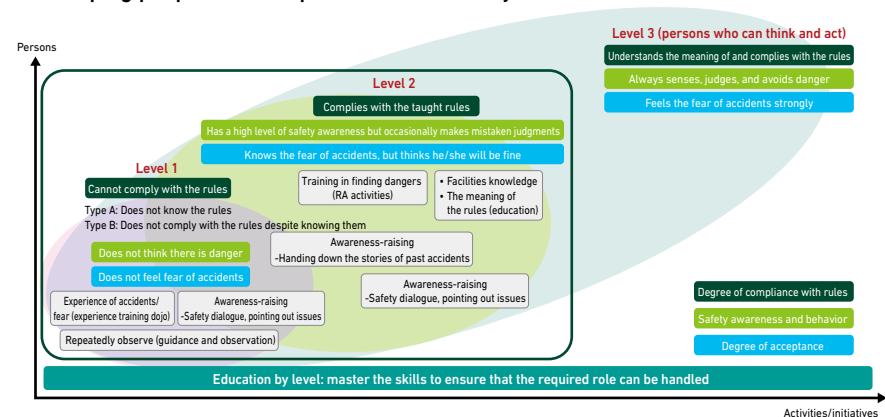 Persons
Level 3 (persons who can think and act)
Understands the meaning of and complies with the rules
Always senses, judges, and avoids danger
Feels the fear of accidents strongly
Level 2
Complies with the taught rules
Has a high level of safety awareness but occasionally makes mistaken judgments
Knows the fear of accidents, but thinks he/she will be fine
Level 1
Cannot comply with the rules
Type A: Does not know the rules
Type B: Does not comply with the rules despite knowing them
Does not think there is danger
Does not feel fear of accidents
Training in finding dangers
(RA activities)
• Facilities knowledge
• The meaning of
the rules (education)
Awareness-raising
-Handing down the stories of past accidents
Awareness-raising
-Safety dialogue, pointing out issues
Experience of accidents/
fear (experience training dojo)
Awareness-raising
-Safety dialogue, pointing out issues
Repeatedly observe (guidance and observation)
Degree of compliance with rules
Safety awareness and behavior
Degree of acceptance
Education by level: master the skills to ensure that the required role can be handled
Activities/initiatives